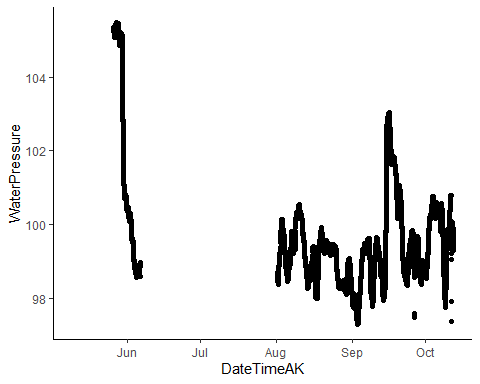 WaterPressure
104
102
100
98
Jun Jul Aug Sep Oct
DateTimeAK